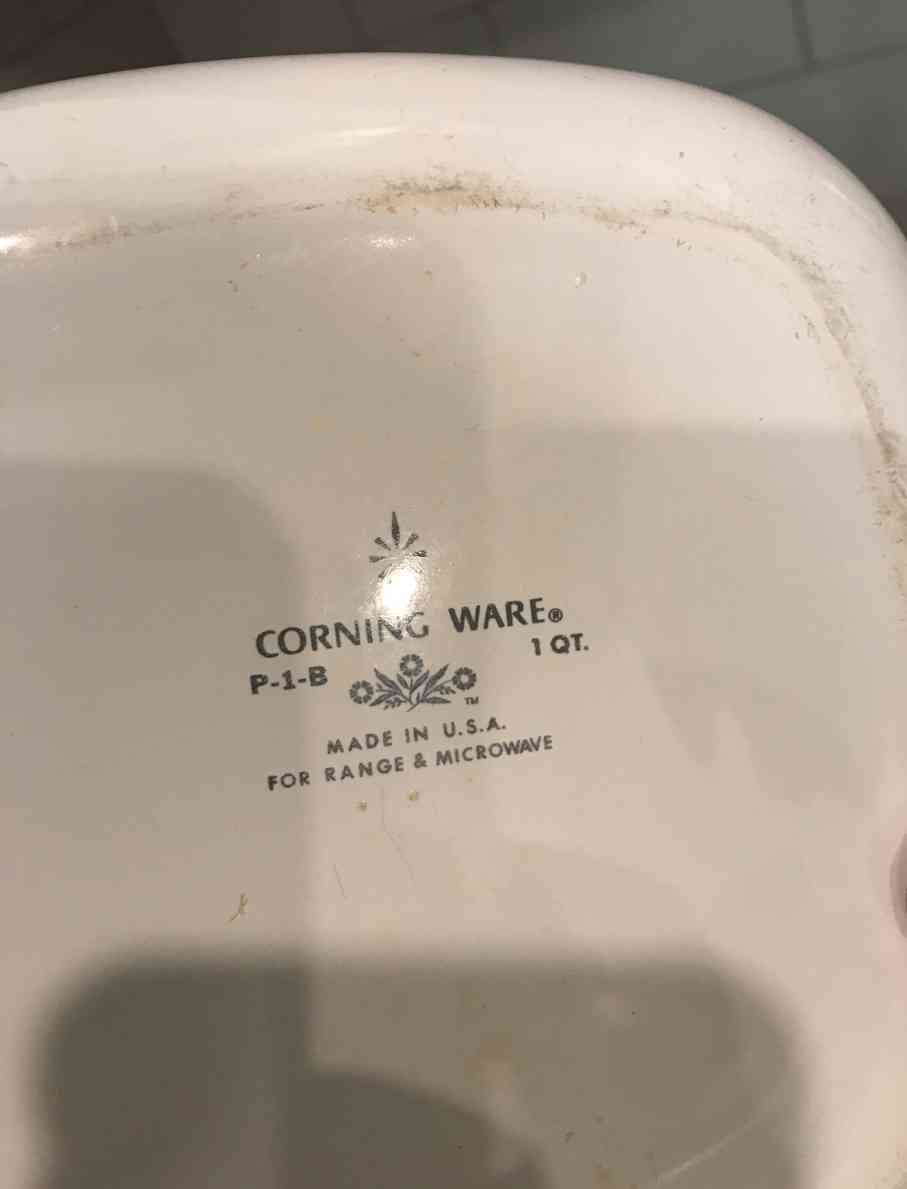 CORNING WARE®
P-1-B 1 QT.
TM
MADE IN U.S.A.
FOR RANGE & MICROWAVE